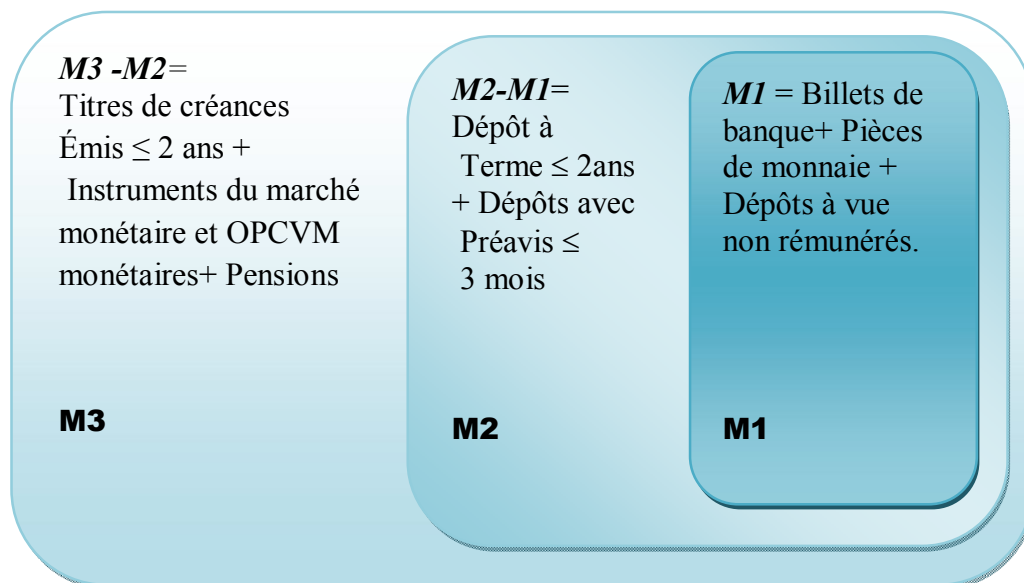 M3 -M2=
Titres de créances
Émis ≤ 2 ans +
Instruments du marché
monétaire et OPCVM
monétaires+ Pensions
M3
M2-M1=
Dépôt à
Terme ≤ 2ans
+ Dépôts avec
Préavis ≤
3 mois
M2
M1 = Billets de
banque+ Pièces
de monnaie +
Dépôts à vue
non rémunérés.
M1